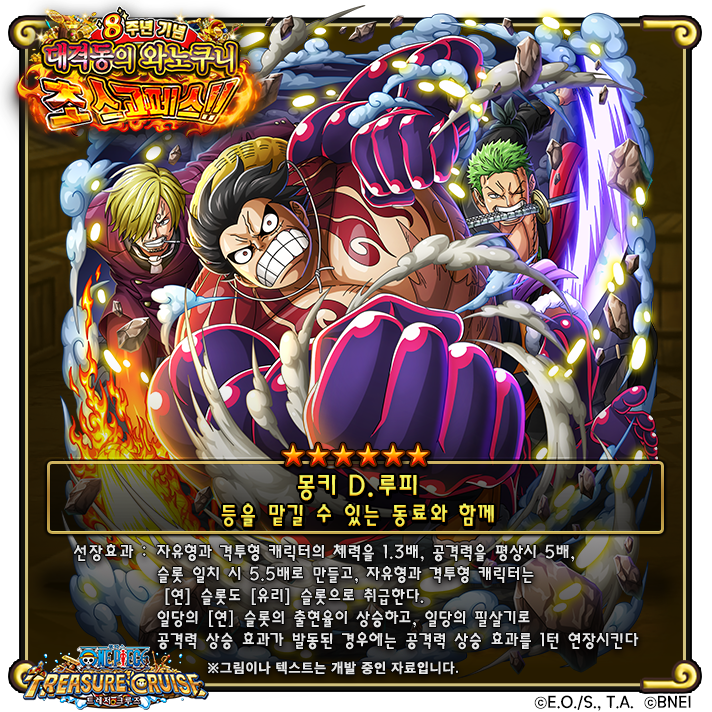 8주년 기념
대격동의 와노쿠니
초 스고페스!!
몽키 D.루피
등을 맡길 수 있는 동료와 함께
선장효과 : 자유형과 격투형 캐릭터의 체력을 1.3배, 공격력을 평상시 5배,
슬롯 일치 시 5.5배로 만들고, 자유형과 격투형 캐릭터는
[연] 슬롯도 [유리] 슬롯으로 취급한다.
일당의 [연] 슬롯의 출현율이 상승하고, 일당의 필살기로
공격력 상승 효과가 발동된 경우에는 공격력 상승 효과를 1턴 연장시킨다
※그림이나 텍스트는 개발 중인 자료입니다.
ONE PIECE
TREASURE CRUISE
트레저 크루즈
©E.O./S., T.A. ©BNEI